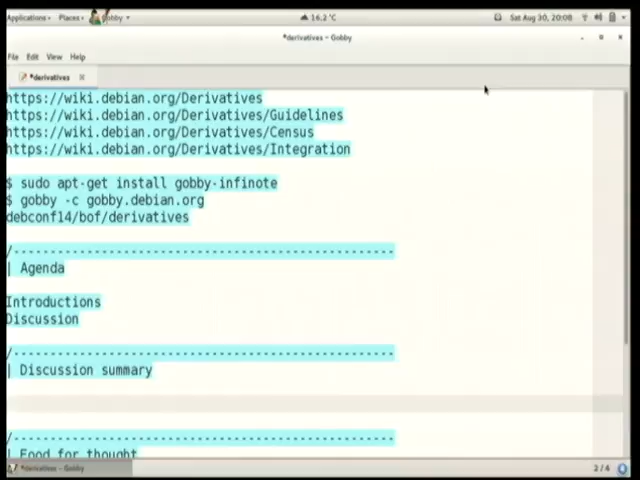 Applications Places Gobby 16.2°C Sat Aug 30, 20:08
*derivatives - Gobby
File Edit View Help
*derivatives
https://wiki.debian.org/Derivatives
https://wiki.debian.org/Derivatives/Guidelines
https://wiki.debian.org/Derivatives/Census
https://wiki.debian.org/Derivatives/Integration
$ sudo apt-get install gobby-infinote
$ gobby -c gobby.debian.org
debconf14/bof/derivatives
/----------------------------------------------------
| Agenda
Introductions
Discussion
/----------------------------------------------------
| Discussion summary
/----------------------------------------------------
| Food for thought
*derivatives - Gobby 2/4